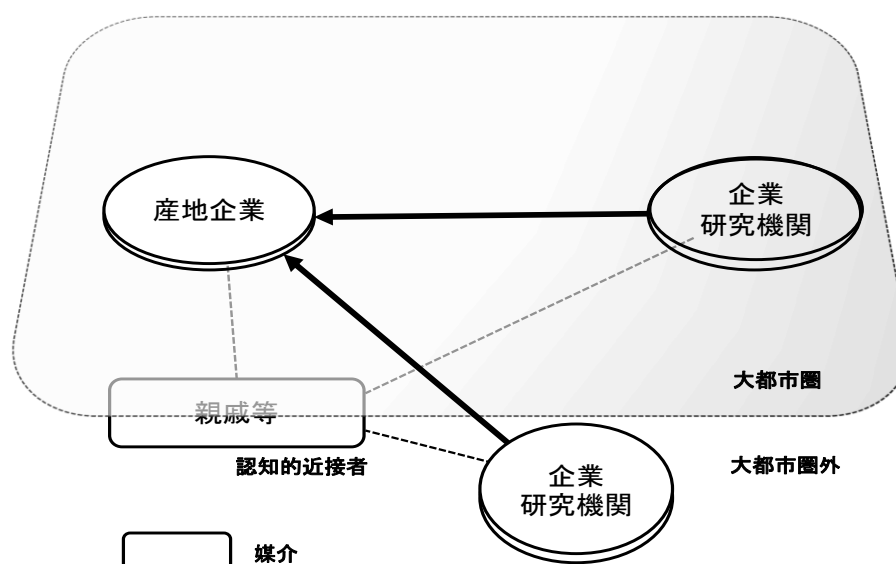 産地企業
企業
研究機関
大都市圏
親戚等
認知的近接者
大都市圏外
企業
研究機関
媒介